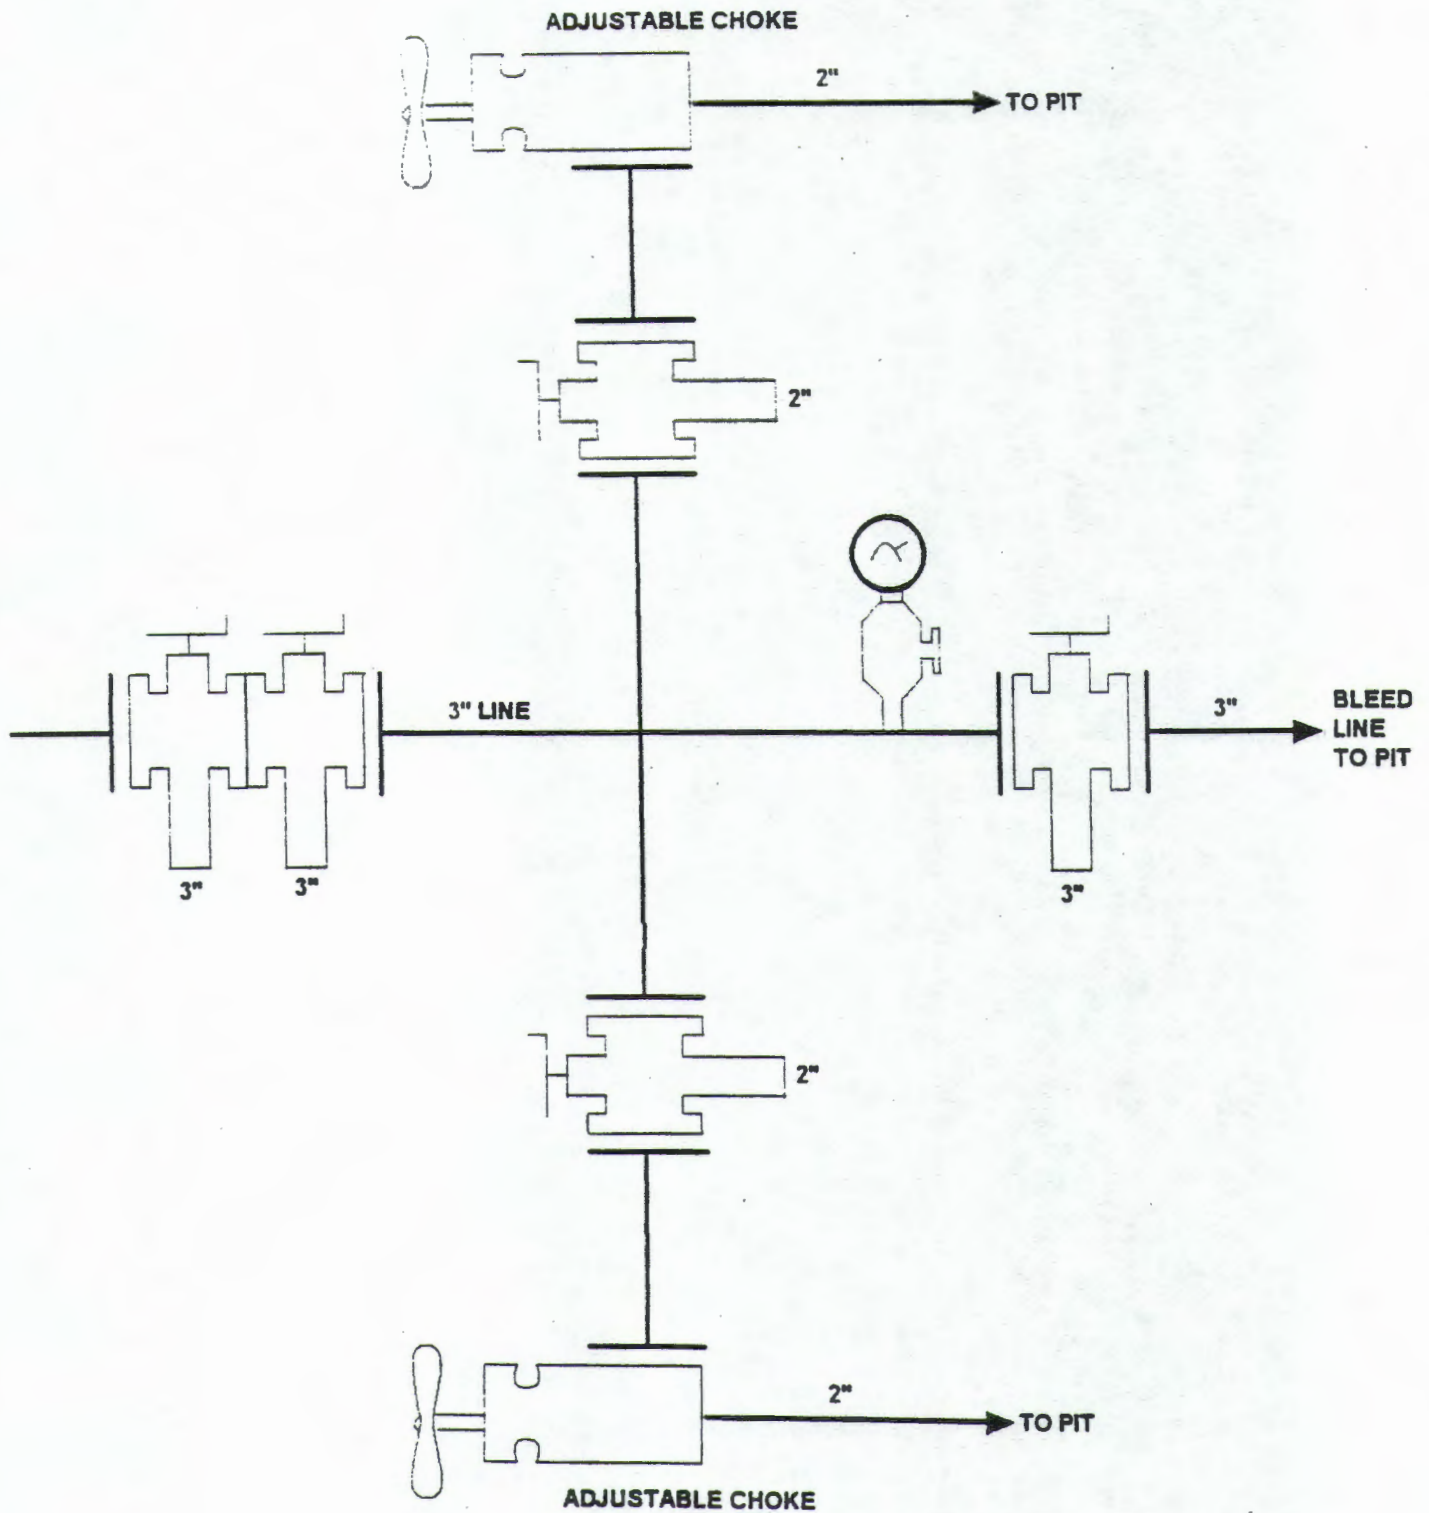 ADJUSTABLE CHOKE
2"
TO PIT
2"
3" LINE
3"
BLEED
LINE
TO PIT
3"
3"
3"
2"
2"
TO PIT
ADJUSTABLE CHOKE